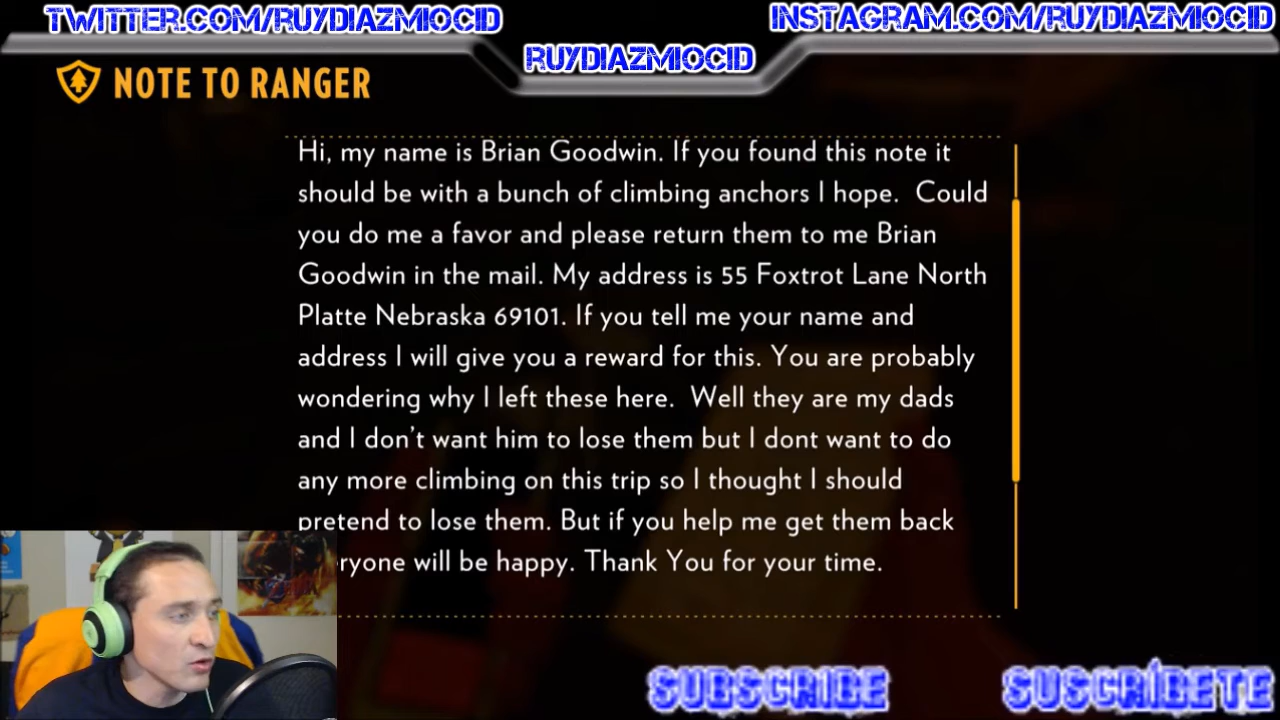 TWITTER.COM/RUYDIAZMIOCID
INSTAGRAM.COM/RUYDIAZMIOCID
RUYDIAZMIOCID
NOTE TO RANGER
Hi, my name is Brian Goodwin. If you found this note it
should be with a bunch of climbing anchors I hope.  Could
you do me a favor and please return them to me Brian
Goodwin in the mail. My address is 55 Foxtrot Lane North
Platte Nebraska 69101. If you tell me your name and
address I will give you a reward for this. You are probably
wondering why I left these here.  Well they are my dads
and I don't want him to lose them but I dont want to do
any more climbing on this trip so I thought I should
pretend to lose them. But if you help me get them back
ryone will be happy. Thank You for your time.
SUBSCRIBE
SUSCRÍBETE